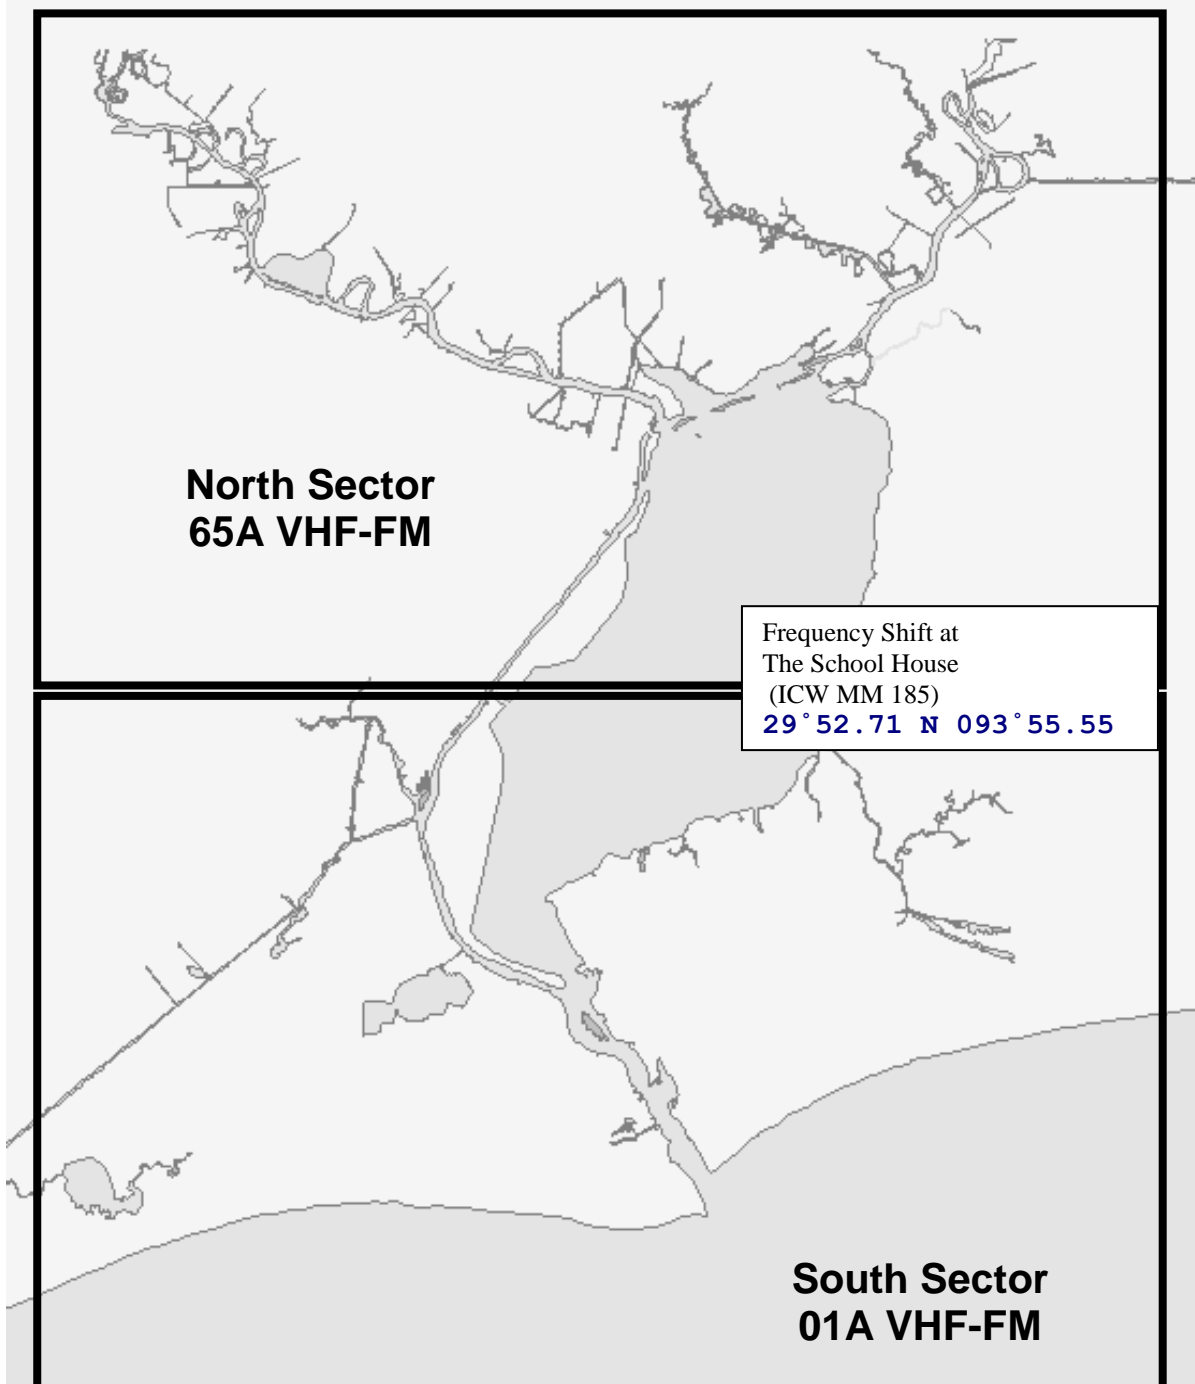 North Sector
65A VHF-FM
Frequency Shift at
The School House
(ICW MM 185)
29°52.71 N 093°55.55
South Sector
01A VHF-FM